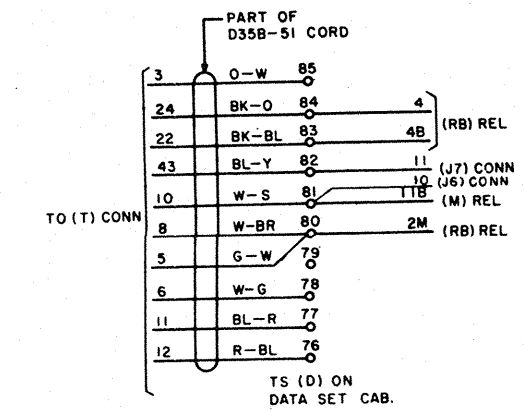 PART OF
D35B-51 CORD
3 O-W 85
24 BK-O 84 4
(RB) REL
22 BK-BL 83 4B
43 BL-Y 82 11 (J7) CONN
10 (J6) CONN
10 W-S 81 11B (M) REL
TO (T) CONN
8 W-BR 80 2M (RB) REL
5 G-W 79
6 W-G 78
11 BL-R 77
12 R-BL 76
TS (D) ON
DATA SET CAB.